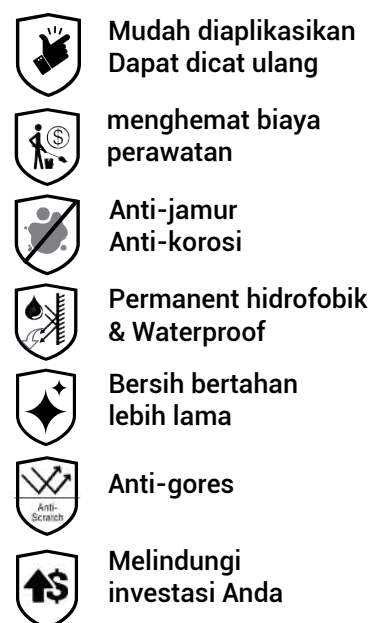 Mudah diaplikasikan
Dapat dicat ulang
$
menghemat biaya
perawatan
Anti-jamur
Anti-korosi
Permanent hidrofobik
& Waterproof
Bersih bertahan
lebih lama
Anti-
Scratch
Anti-gores
$
Melindungi
investasi Anda